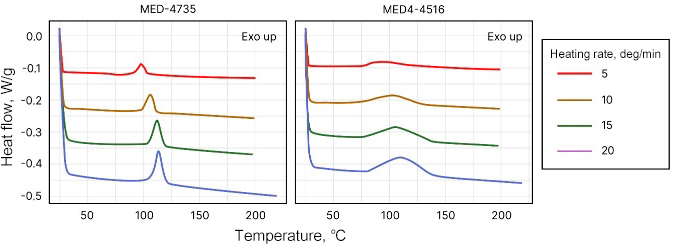 MED-4735
MED4-4516
Exo up
Exo up
0.0
-0.1
-0.2
-0.3
-0.4
-0.5
Heat flow, W/g
50 100 150 200
50 100 150 200
Temperature, °C
Heating rate, deg/min
5
10
15
20